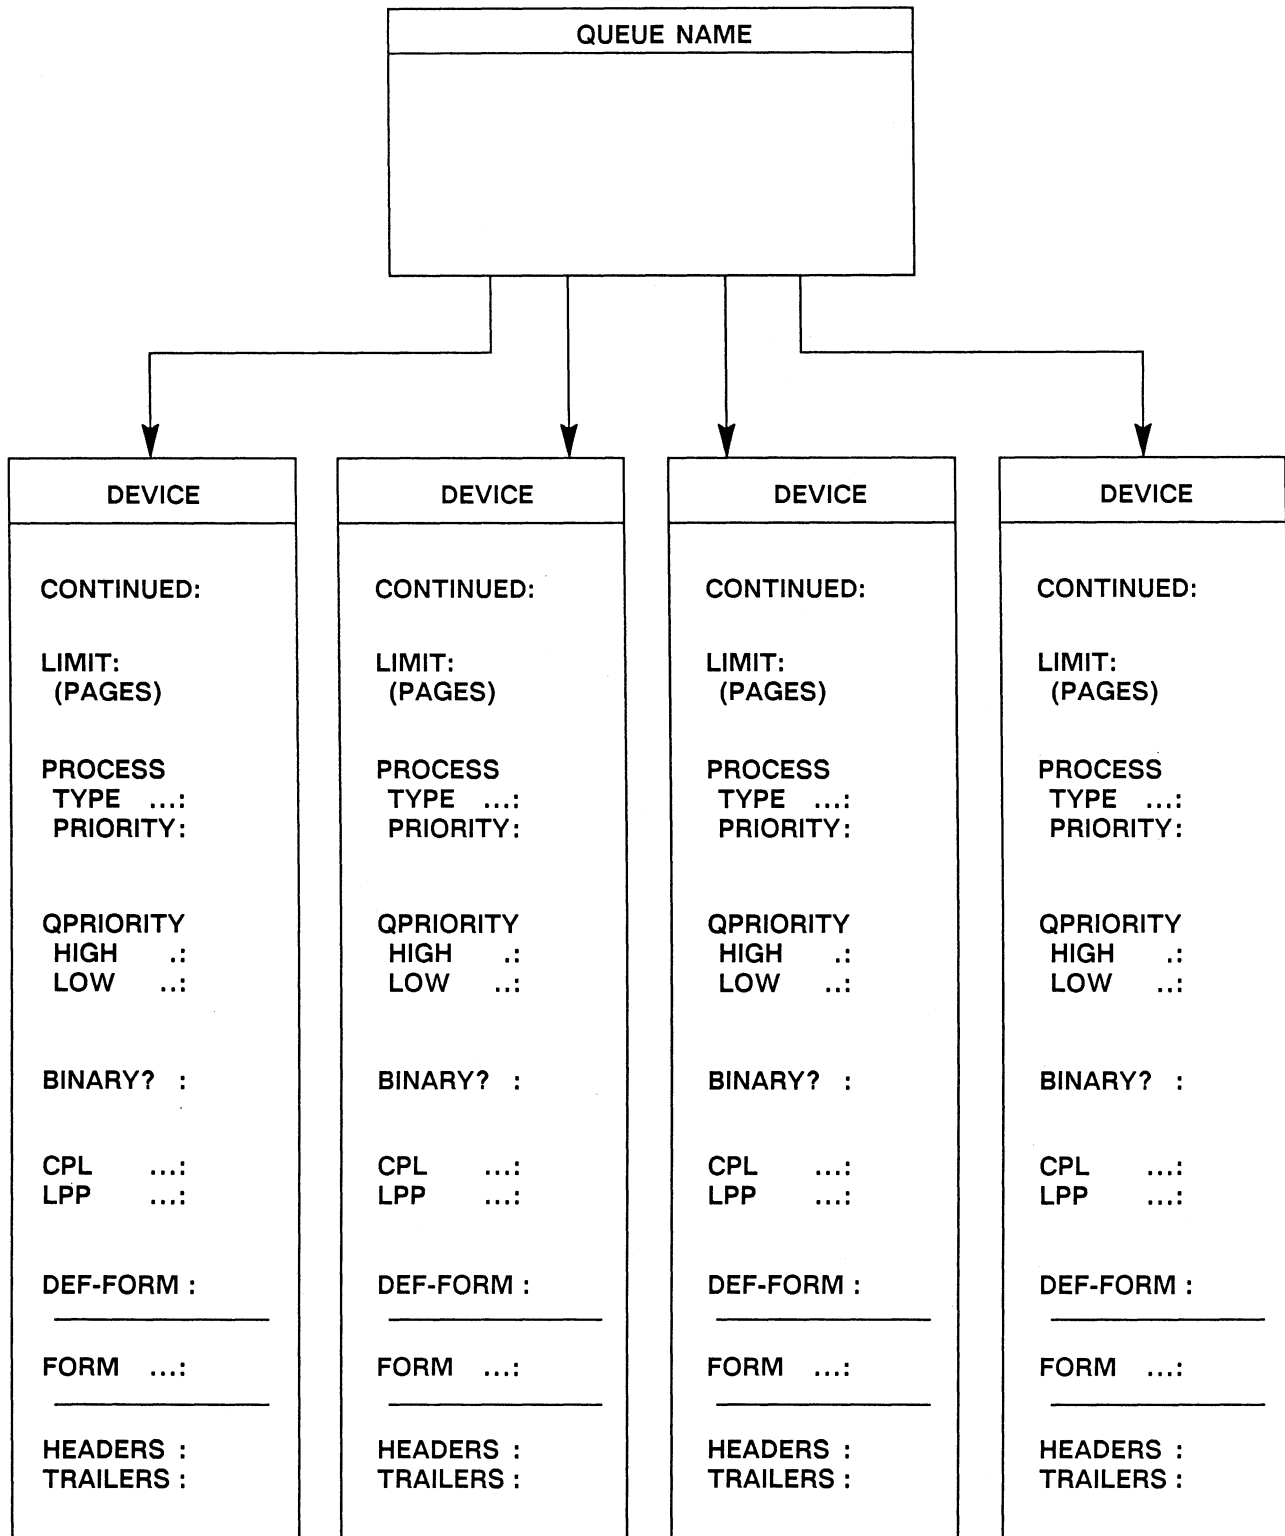 QUEUE NAME
DEVICE
CONTINUED:
LIMIT:
(PAGES)
PROCESS
TYPE ...:
PRIORITY:
QPRIORITY
HIGH .:
LOW ..:
BINARY? :
CPL ...:
LPP ...:
DEF-FORM :
FORM ...:
HEADERS :
TRAILERS :
DEVICE
CONTINUED:
LIMIT:
(PAGES)
PROCESS
TYPE ...:
PRIORITY:
QPRIORITY
HIGH .:
LOW ..:
BINARY? :
CPL ...:
LPP ...:
DEF-FORM :
FORM ...:
HEADERS :
TRAILERS :
DEVICE
CONTINUED:
LIMIT:
(PAGES)
PROCESS
TYPE ...:
PRIORITY:
QPRIORITY
HIGH .:
LOW ..:
BINARY? :
CPL ...:
LPP ...:
DEF-FORM :
FORM ...:
HEADERS :
TRAILERS :
DEVICE
CONTINUED:
LIMIT:
(PAGES)
PROCESS
TYPE ...:
PRIORITY:
QPRIORITY
HIGH .:
LOW ..:
BINARY? :
CPL ...:
LPP ...:
DEF-FORM :
FORM ...:
HEADERS :
TRAILERS :